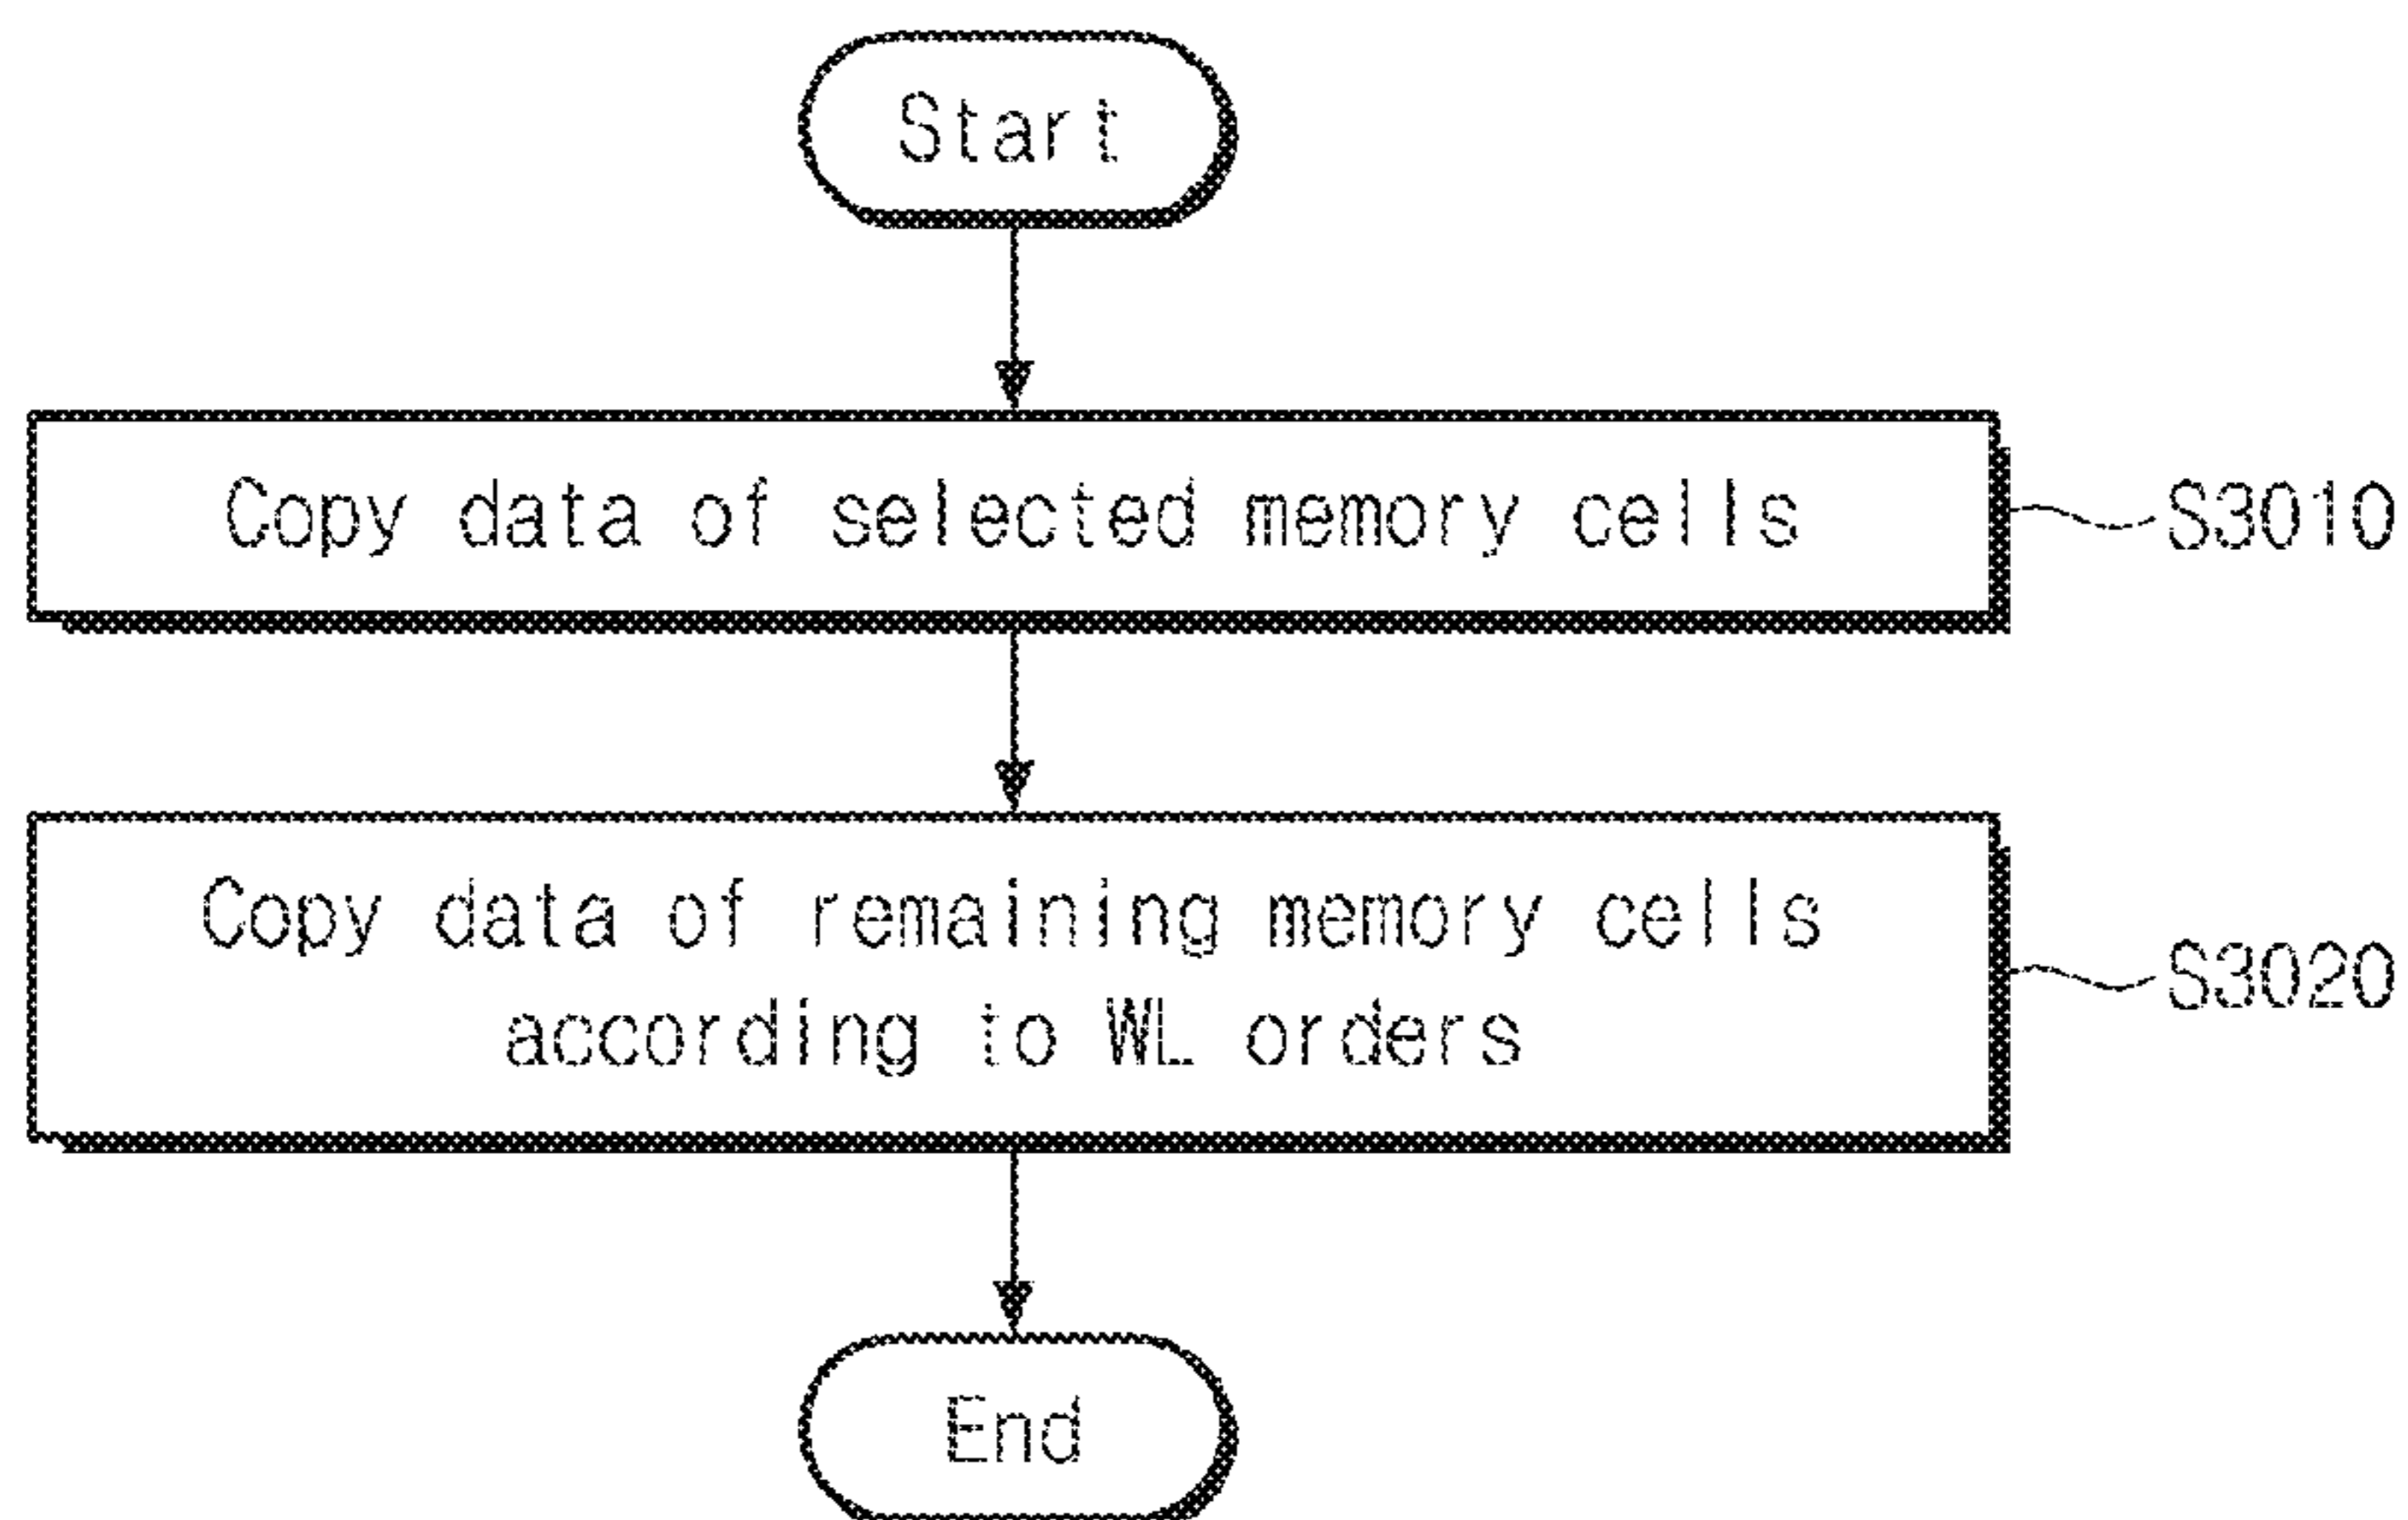 Start
Copy data of selected memory cells
S3010
Copy data of remaining memory cells
according to WL orders
S3020
End